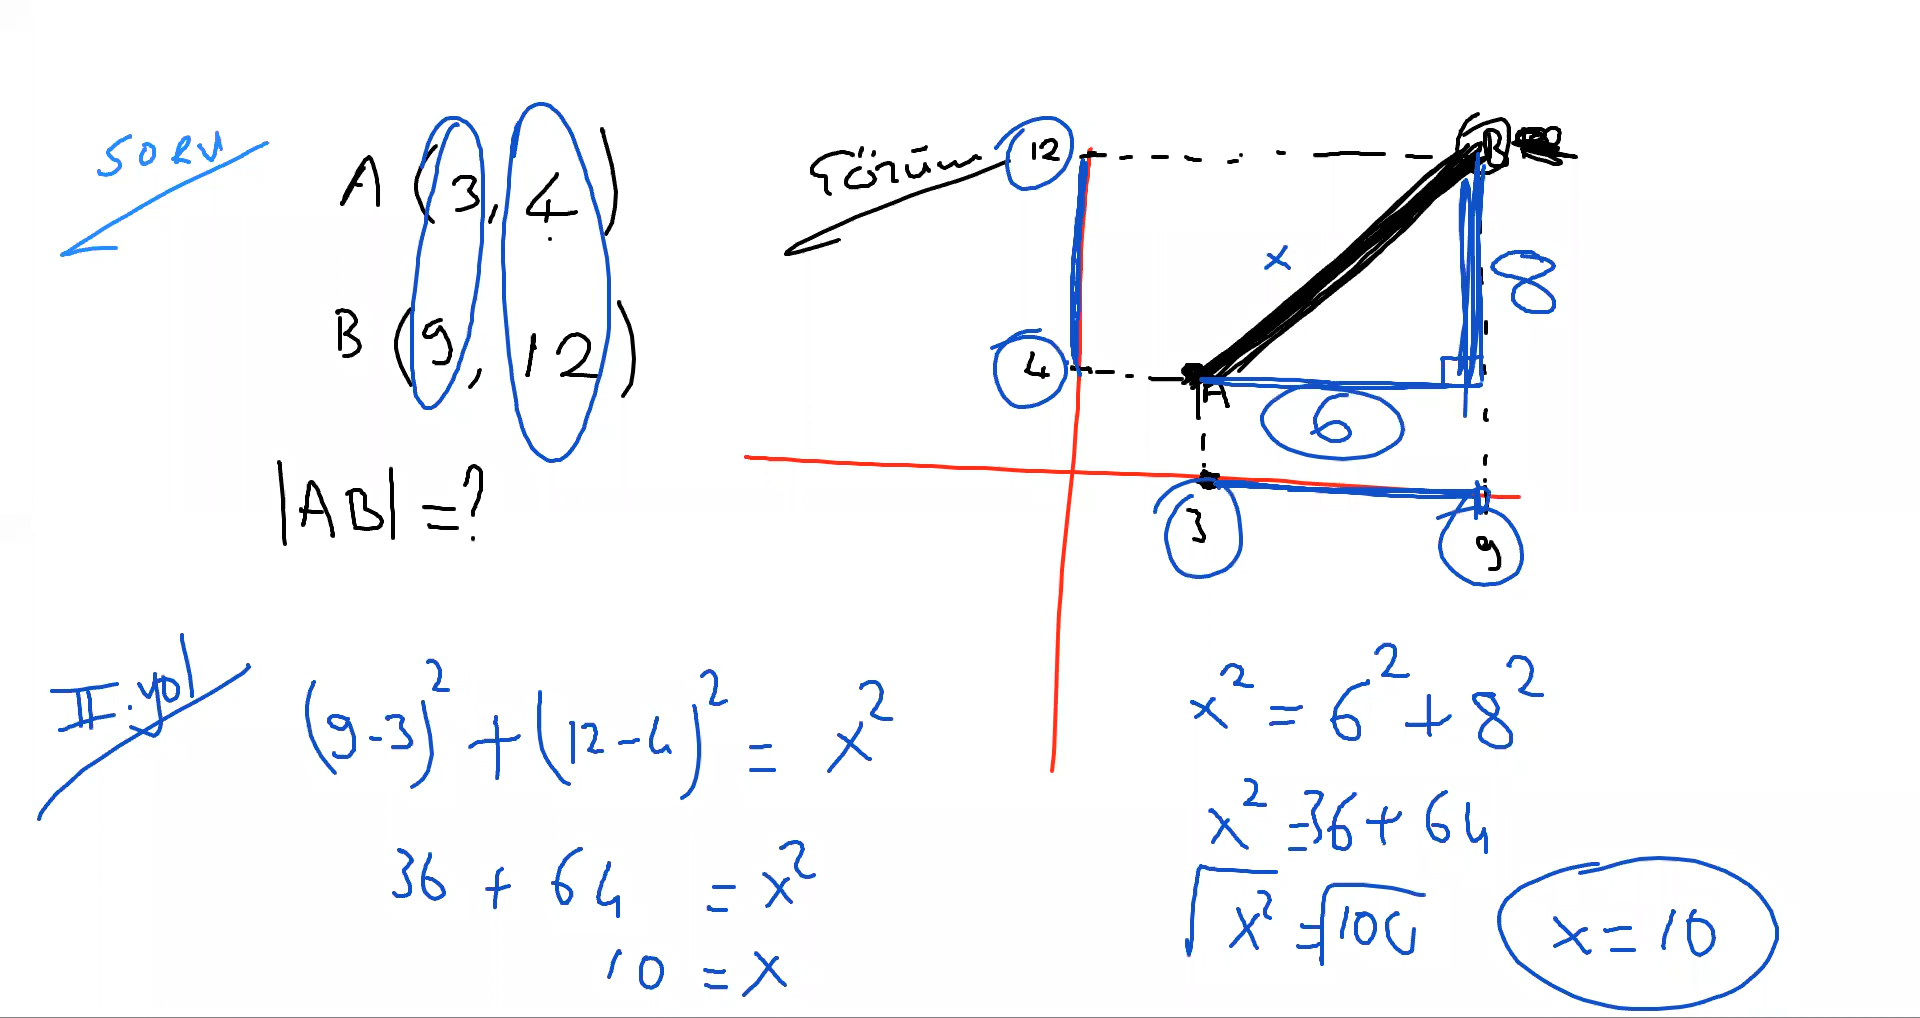 SORU
A (3, 4)
B (9, 12)
|AB| = ?
Çözüm
12
B
4
x
8
A
6
3
9
II. yol
(9-3)² + (12-4)² = x²
36 + 64 = x²
10 = x
x² = 6² + 8²
x² = 36 + 64
√x² = √100
x = 10